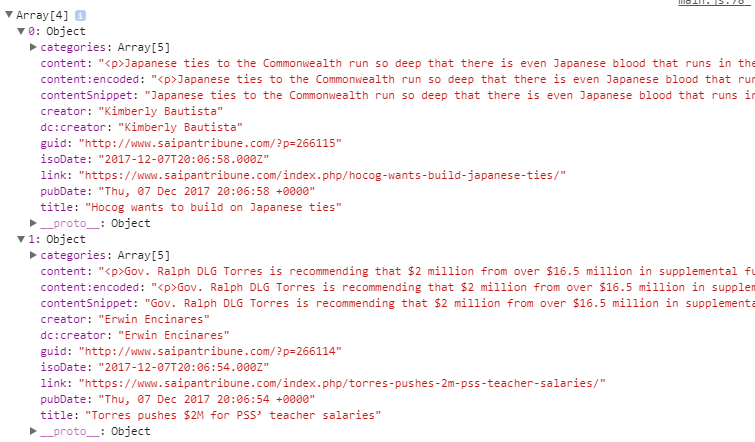 main.js:78
Array[4] i
0: Object
categories: Array[5]
content: "<p>Japanese ties to the Commonwealth run so deep that there is even Japanese blood that runs in the
content:encoded: "<p>Japanese ties to the Commonwealth run so deep that there is even Japanese blood that run
contentSnippet: "Japanese ties to the Commonwealth run so deep that there is even Japanese blood that runs in
creator: "Kimberly Bautista"
dc:creator: "Kimberly Bautista"
guid: "http://www.saipantribune.com/?p=266115"
isoDate: "2017-12-07T20:06:58.000Z"
link: "https://www.saipantribune.com/index.php/hocog-wants-build-japanese-ties/"
pubDate: "Thu, 07 Dec 2017 20:06:58 +0000"
title: "Hocog wants to build on Japanese ties"
__proto__: Object
1: Object
categories: Array[5]
content: "<p>Gov. Ralph DLG Torres is recommending that $2 million from over $16.5 million in supplemental fu
content:encoded: "<p>Gov. Ralph DLG Torres is recommending that $2 million from over $16.5 million in supplem
contentSnippet: "Gov. Ralph DLG Torres is recommending that $2 million from over $16.5 million in supplementa
creator: "Erwin Encinares"
dc:creator: "Erwin Encinares"
guid: "http://www.saipantribune.com/?p=266114"
isoDate: "2017-12-07T20:06:54.000Z"
link: "https://www.saipantribune.com/index.php/torres-pushes-2m-pss-teacher-salaries/"
pubDate: "Thu, 07 Dec 2017 20:06:54 +0000"
title: "Torres pushes $2M for PSS’ teacher salaries"
__proto__: Object